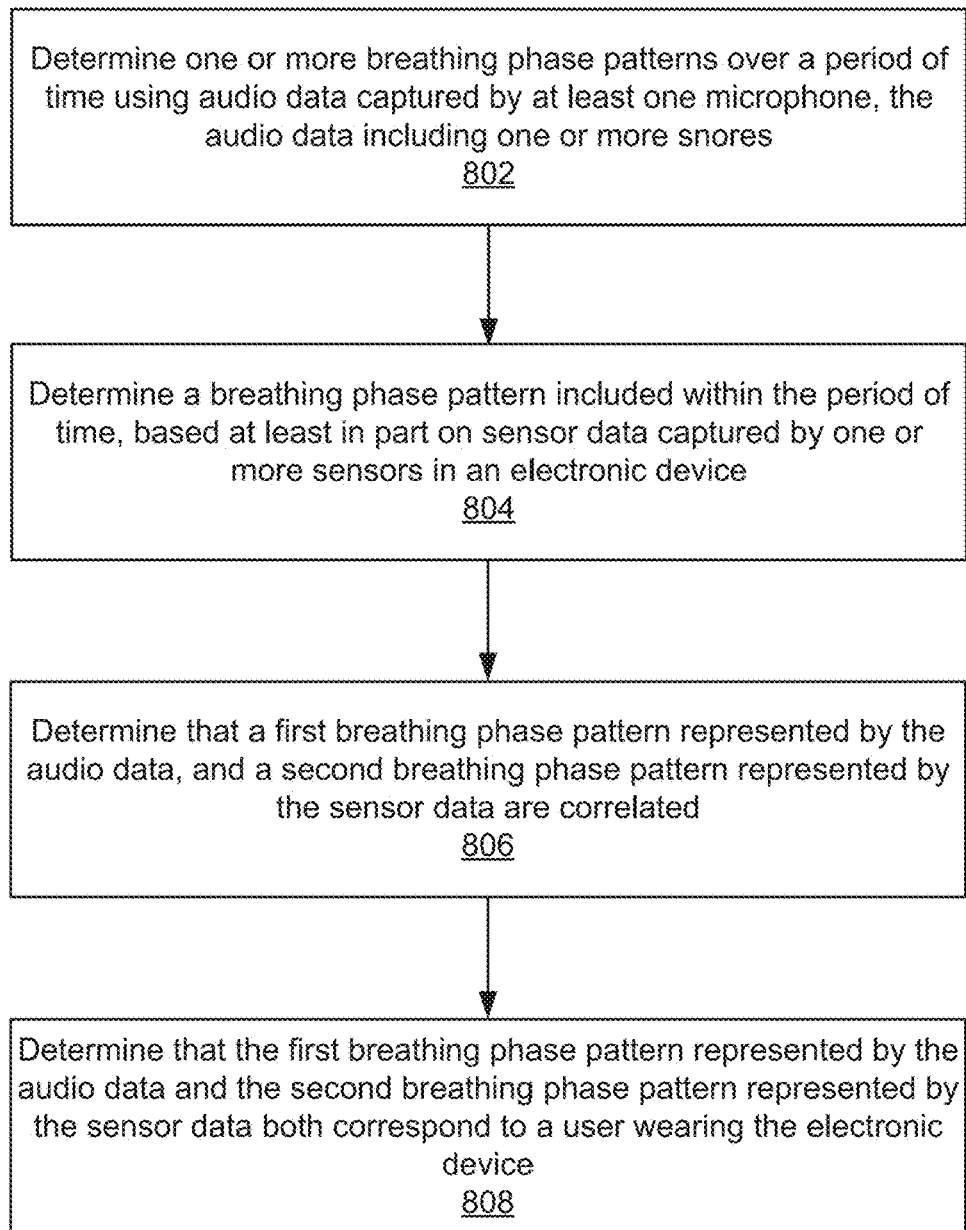 Determine one or more breathing phase patterns over a period of
time using audio data captured by at least one microphone, the
audio data including one or more snores
802
Determine a breathing phase pattern included within the period of
time, based at least in part on sensor data captured by one or
more sensors in an electronic device
804
Determine that a first breathing phase pattern represented by the
audio data, and a second breathing phase pattern represented by
the sensor data are correlated
806
Determine that the first breathing phase pattern represented by the
audio data and the second breathing phase pattern represented by
the sensor data both correspond to a user wearing the electronic
device
808